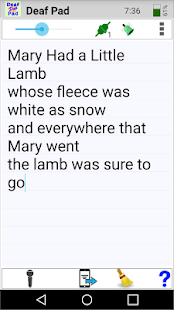 Deaf Pad
Deaf Pad
7:36
Mary Had a Little
Lamb
whose fleece was
white as snow
and everywhere that
Mary went
the lamb was sure to
go
?